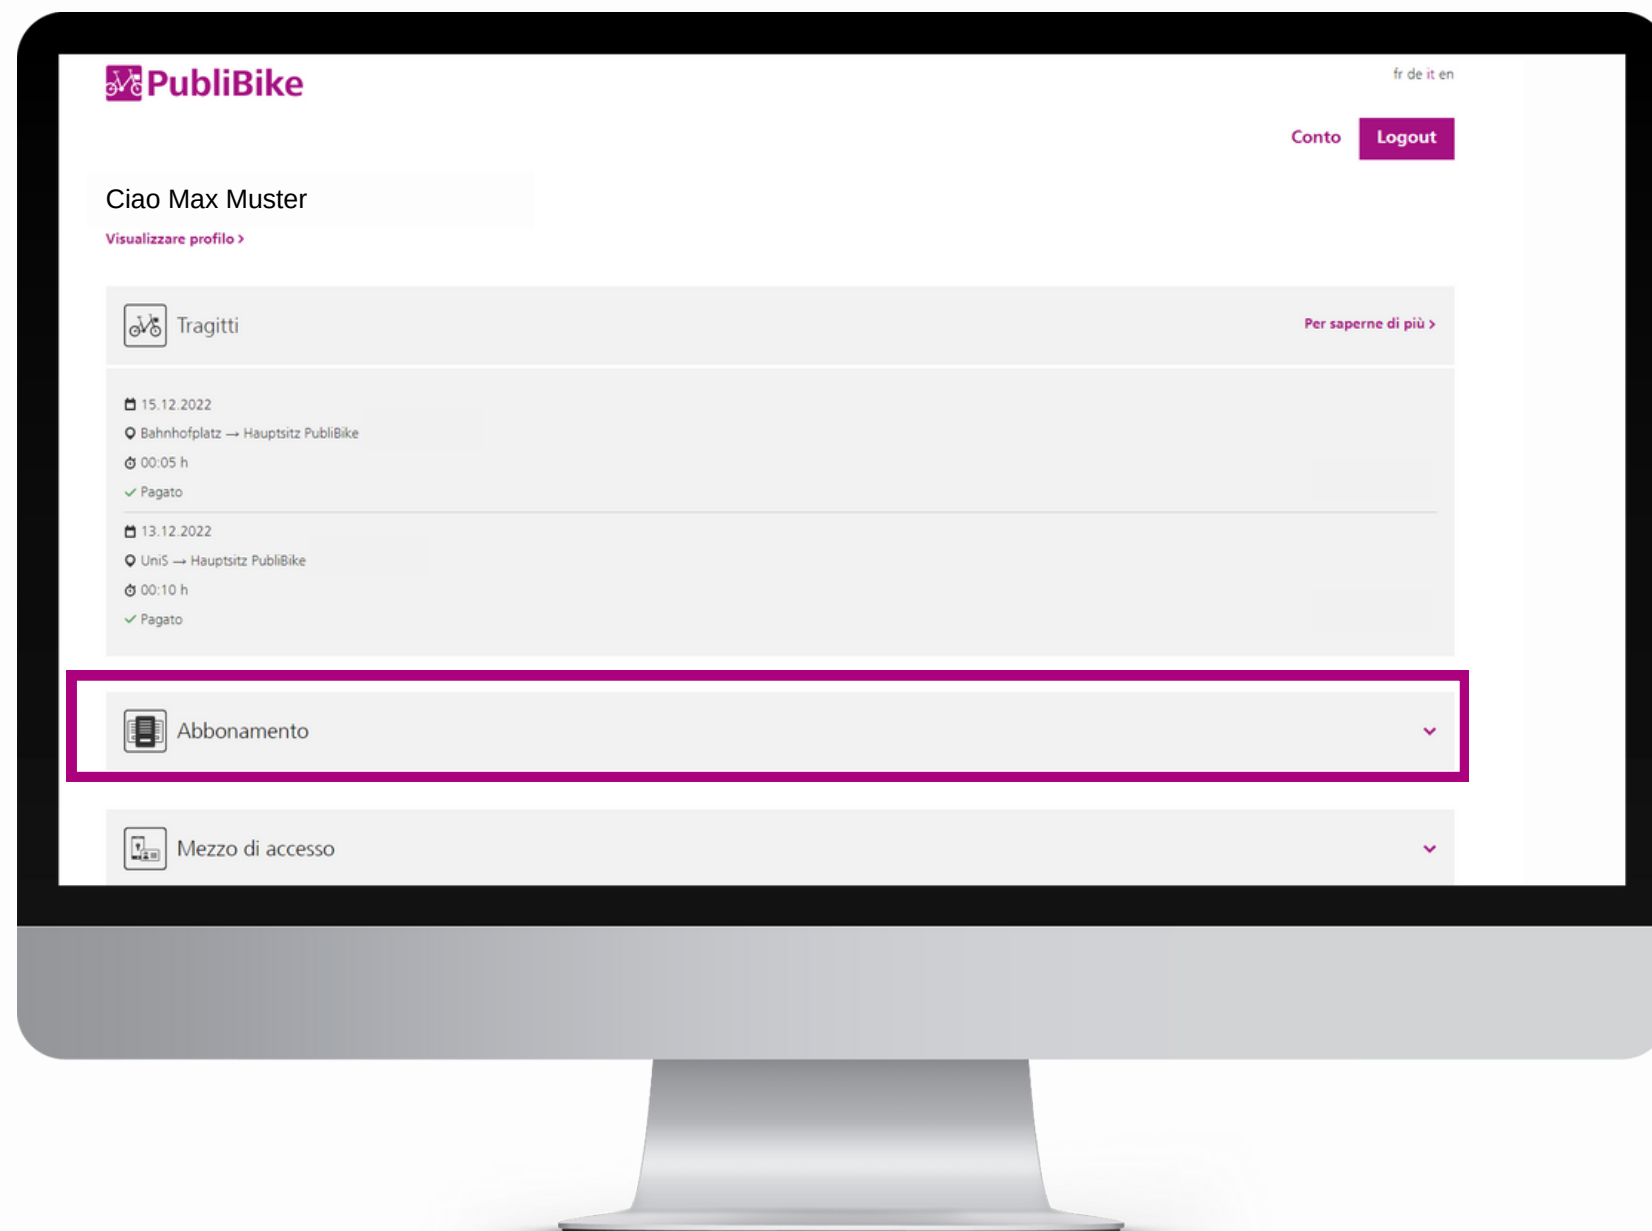 PubliBike
fr de it en
Conto Logout
Ciao Max Muster
Visualizzare profilo >
Tragitti Per saperne di più >
15.12.2022
Bahnhofplatz → Hauptsitz PubliBike
00:05 h
Pagato
13.12.2022
UniS → Hauptsitz PubliBike
00:10 h
Pagato
Abbonamento
Mezzo di accesso